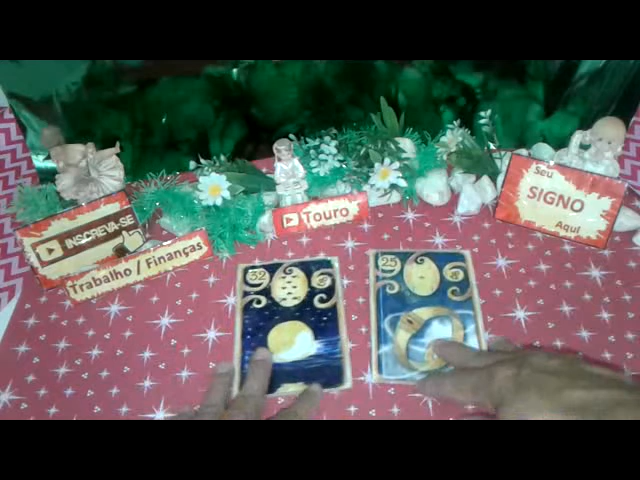 INSCREVA-SE
Trabalho / Finanças
Touro
Seu
SIGNO
Aqui
32
25